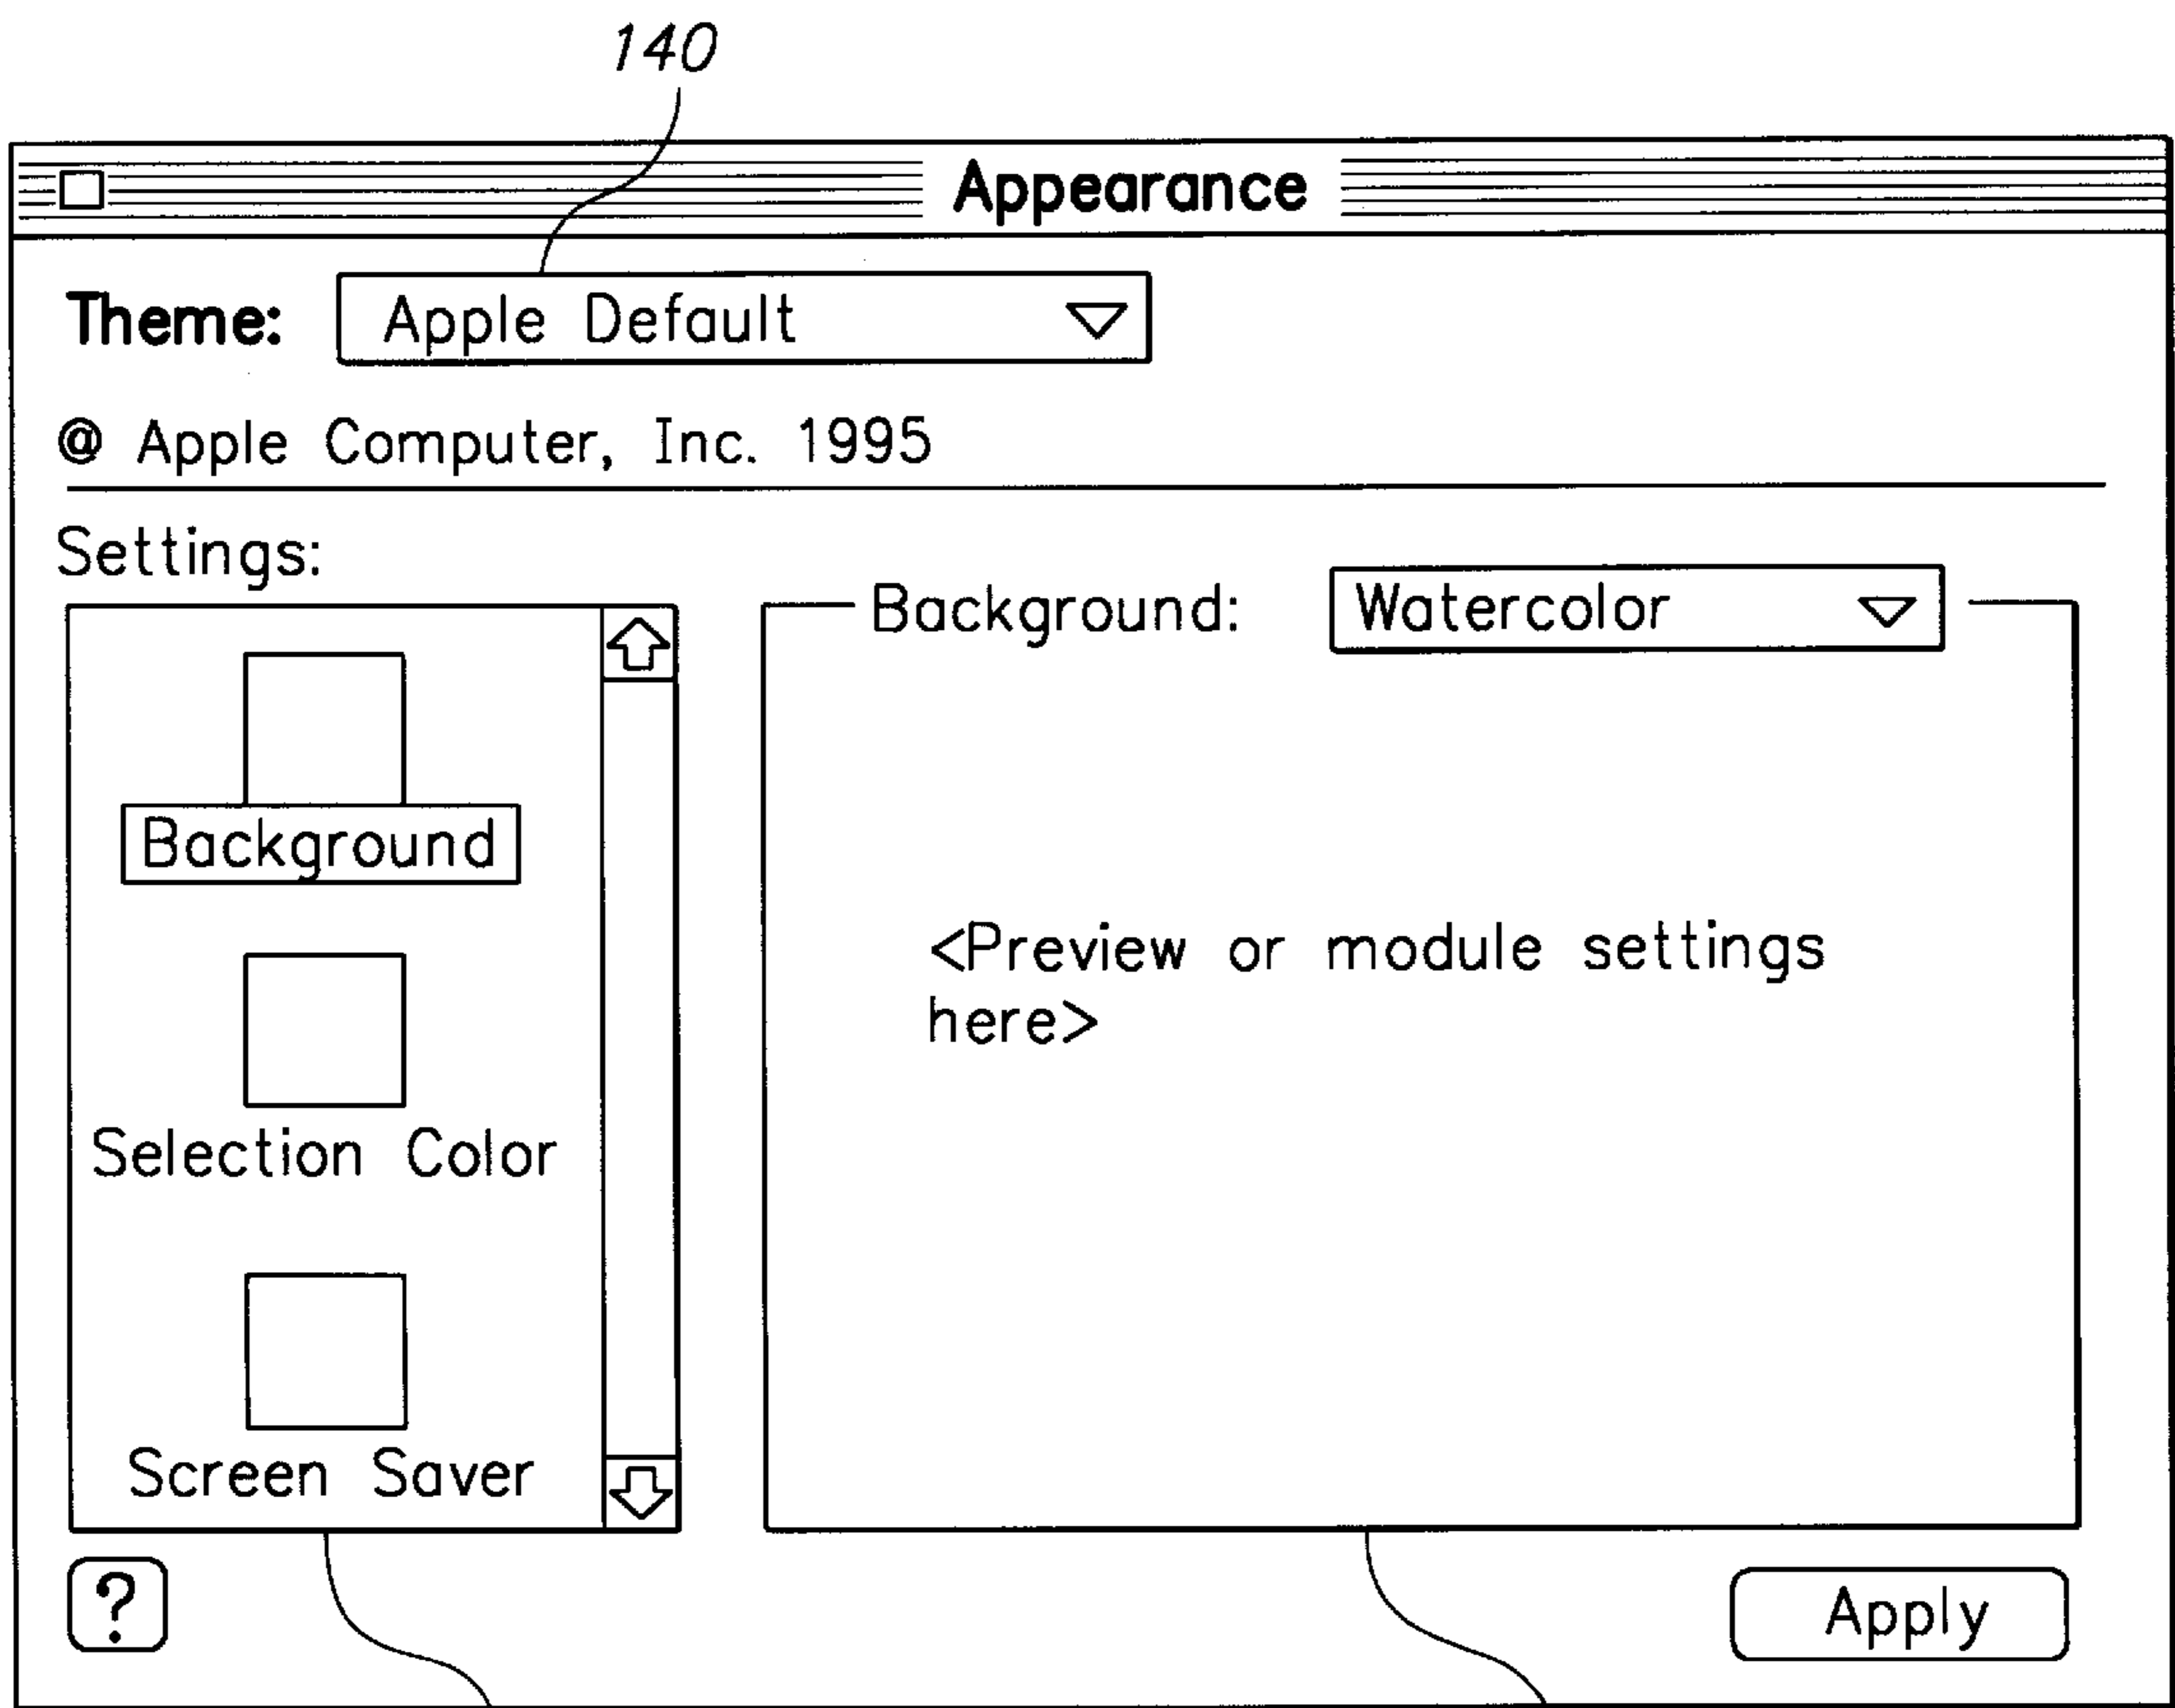 140
Appearance
Theme: Apple Default
@ Apple Computer, Inc. 1995
Settings:
Background: Watercolor
Background
<Preview or module settings
here>
Selection Color
Screen Saver
?
Apply